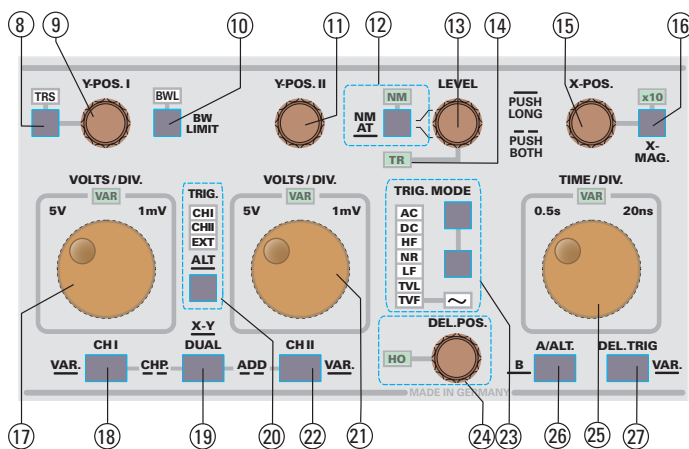 8 9 10 11 12 13 14 15 16
Y-POS. I
Y-POS. II
LEVEL
X-POS.
TRS
BWL
BW
LIMIT
NM
NM
AT
TR
PUSH
LONG
PUSH
BOTH
x10
X-
MAG.
VOLTS / DIV.
VAR
5V 1mV
TRIG.
CHI
CHII
EXT
ALT
VOLTS / DIV.
VAR
5V 1mV
TRIG. MODE
AC
DC
HF
NR
LF
TVL
TVF
~
TIME / DIV.
VAR
0.5s 20ns
X-Y
CH I DUAL CH II
VAR. CHP. ADD VAR.
DEL.POS.
HO
MADE IN GERMANY
A/ALT. DEL.TRIG
B VAR.
17 18 19 20 22 21 24 23 26 25 27